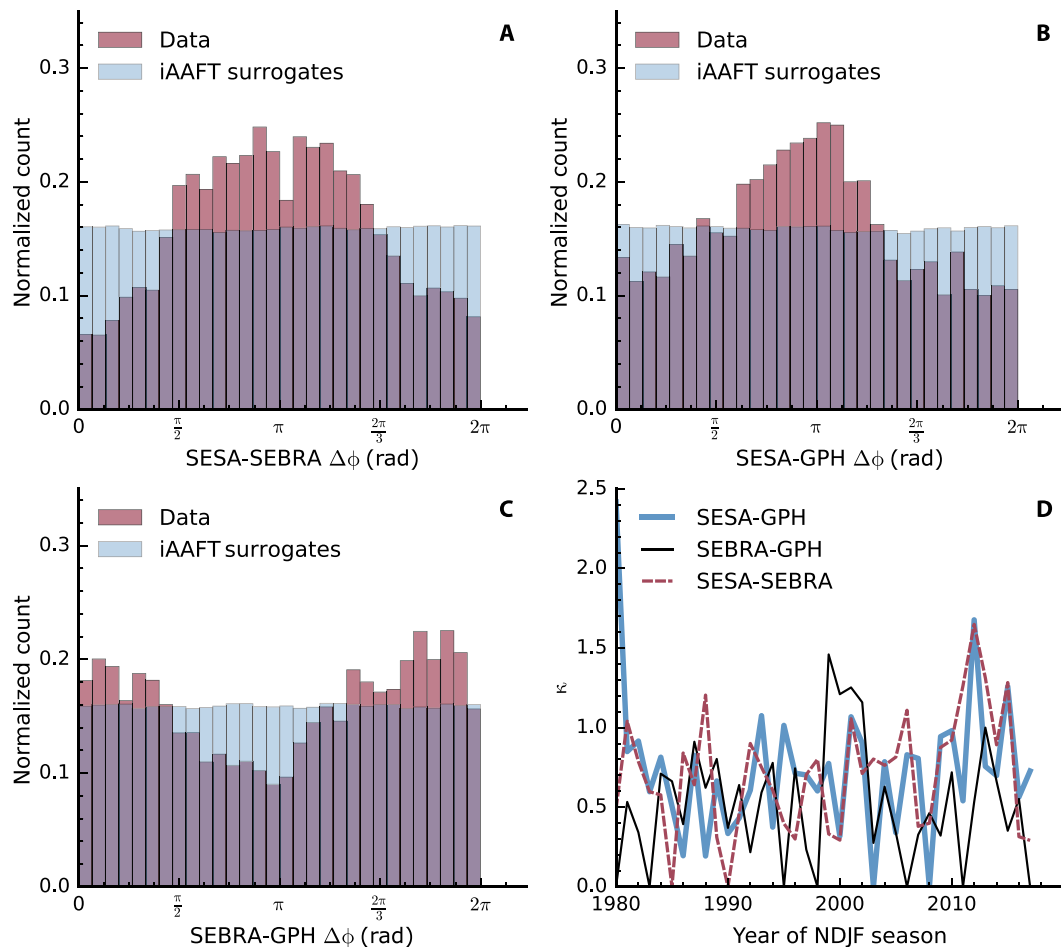 A
Data
iAAFT surrogates
Normalized count
0.3
0.2
0.1
0.0
0
π/2
π
2π/3
2π
SESA-SEBRA Δϕ (rad)
B
Data
iAAFT surrogates
Normalized count
0.3
0.2
0.1
0.0
0
π/2
π
2π/3
2π
SESA-GPH Δϕ (rad)
C
Data
iAAFT surrogates
Normalized count
0.3
0.2
0.1
0.0
0
π/2
π
2π/3
2π
SEBRA-GPH Δϕ (rad)
D
SESA-GPH
SEBRA-GPH
SESA-SEBRA
κ
2.5
2.0
1.5
1.0
0.5
0.0
1980
1990
2000
2010
Year of NDJF season